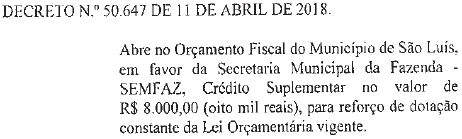 DECRETO N.º 50.647 DE 11 DE ABRIL DE 2018.
Abre no Orçamento Fiscal do Município de São Luís,
em favor da Secretaria Municipal da Fazenda -
SEMFAZ, Crédito Suplementar no valor de
R$ 8.000,00 (oito mil reais), para reforço de dotação
constante da Lei Orçamentária vigente.